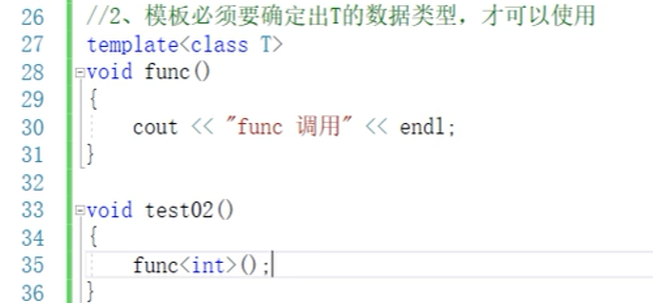 26 //2、模板必须要确定出T的数据类型，才可以使用
27 template<class T>
28 void func()
29 {
30 cout << "func 调用" << endl;
31 }
32
33 void test02()
34 {
35 func<int>();
36 }